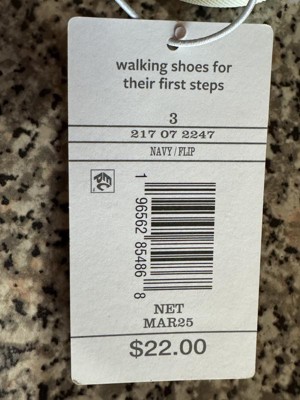 walking shoes for
their first steps
3
217 07 2247
NAVY/FLIP
1 96562 85486 8
NET
MAR25
$22.00